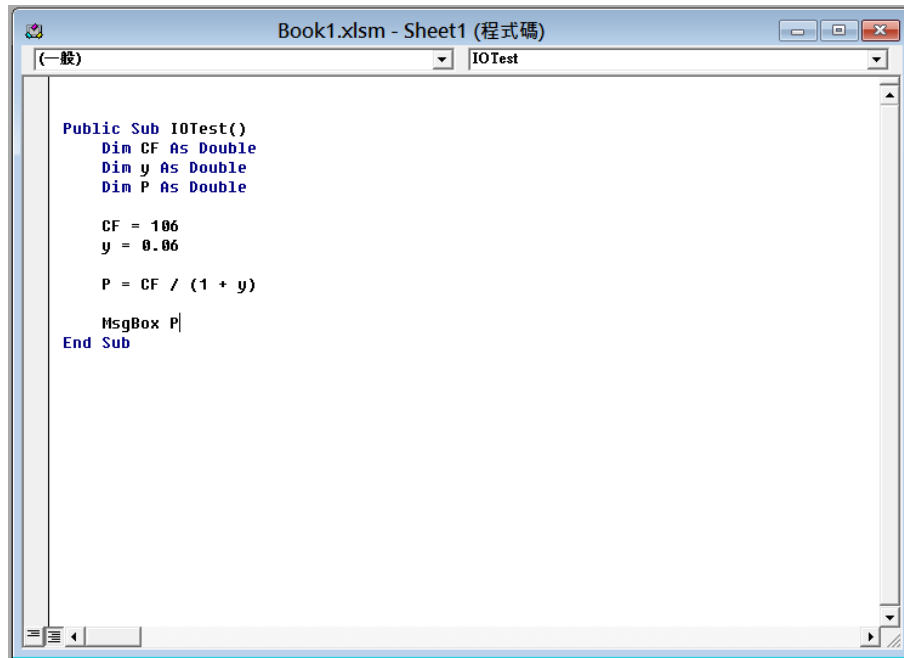 Book1.xlsm - Sheet1 (程式碼)
(一般) IOTest
Public Sub IOTest()
    Dim CF As Double
    Dim y As Double
    Dim P As Double
    CF = 106
    y = 0.06
    P = CF / (1 + y)
    MsgBox P
End Sub